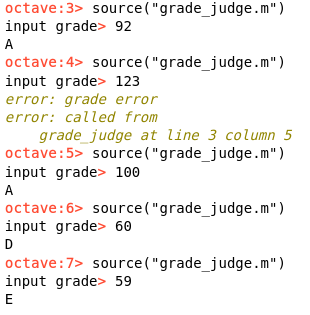 octave:3> source("grade_judge.m")
input grade> 92
A
octave:4> source("grade_judge.m")
input grade> 123
error: grade error
error: called from
    grade_judge at line 3 column 5
octave:5> source("grade_judge.m")
input grade> 100
A
octave:6> source("grade_judge.m")
input grade> 60
D
octave:7> source("grade_judge.m")
input grade> 59
E